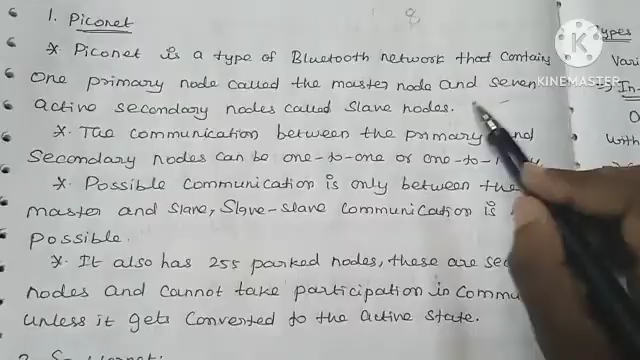 8
1. Piconet
* Piconet is a type of Bluetooth network that contains
one primary node called the master node and seven
active secondary nodes called slave nodes.
* The communication between the primary and
secondary nodes can be one-to-one or one-to-
* Possible communication is only between the
master and slave, Slave-slave communication is
possible.
* It also has 255 parked nodes, these are
nodes and cannot take participation in
unless it gets converted to the active state.
Types
Vari
In-
with
K
KINEMASTER
Made with KINEMASTER